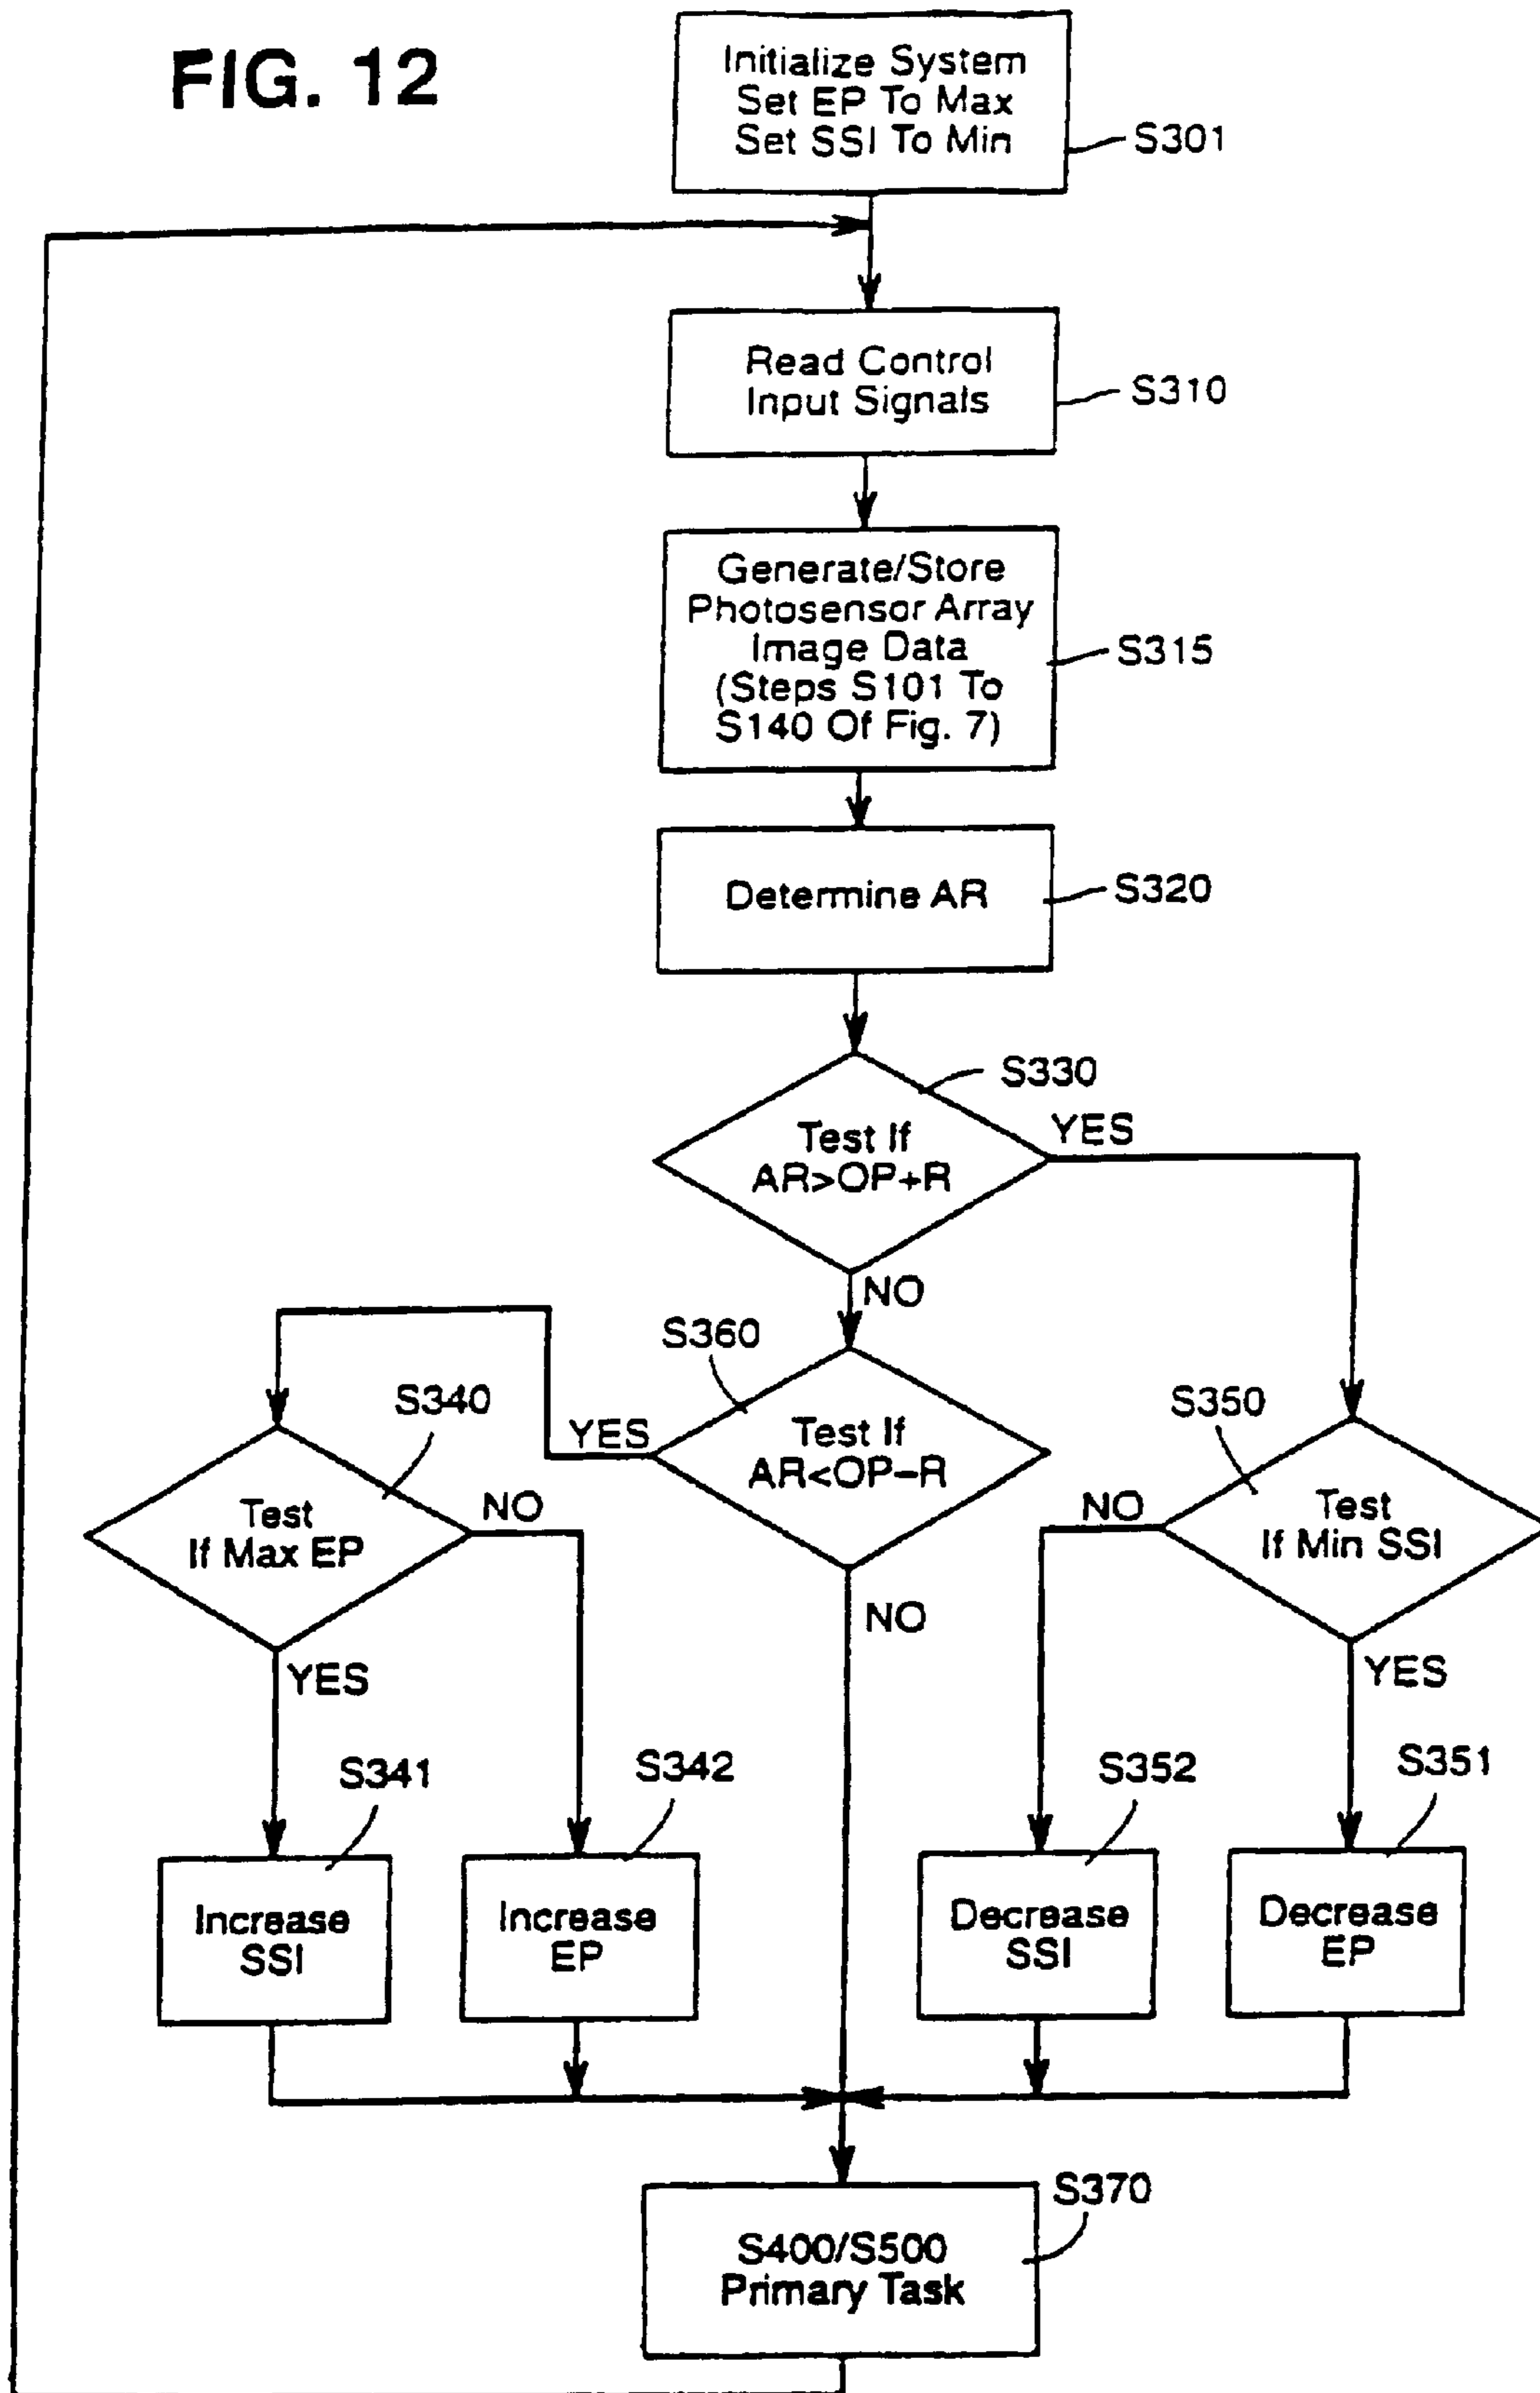 FIG. 12
Initialize System
Set EP To Max
Set SSI To Min
S301
Read Control
Input Signals
S310
Generate/Store
Photosensor Array
Image Data
(Steps S101 To
S140 Of Fig. 7)
S315
Determine AR
S320
S330
Test If
AR>OP+R
YES
NO
S360
Test If
AR<OP–R
YES
NO
S340
Test
If Max EP
NO
YES
S350
Test
If Min SSI
NO
YES
S341
Increase
SSI
S342
Increase
EP
S352
Decrease
SSI
S351
Decrease
EP
S370
S400/S500
Primary Task